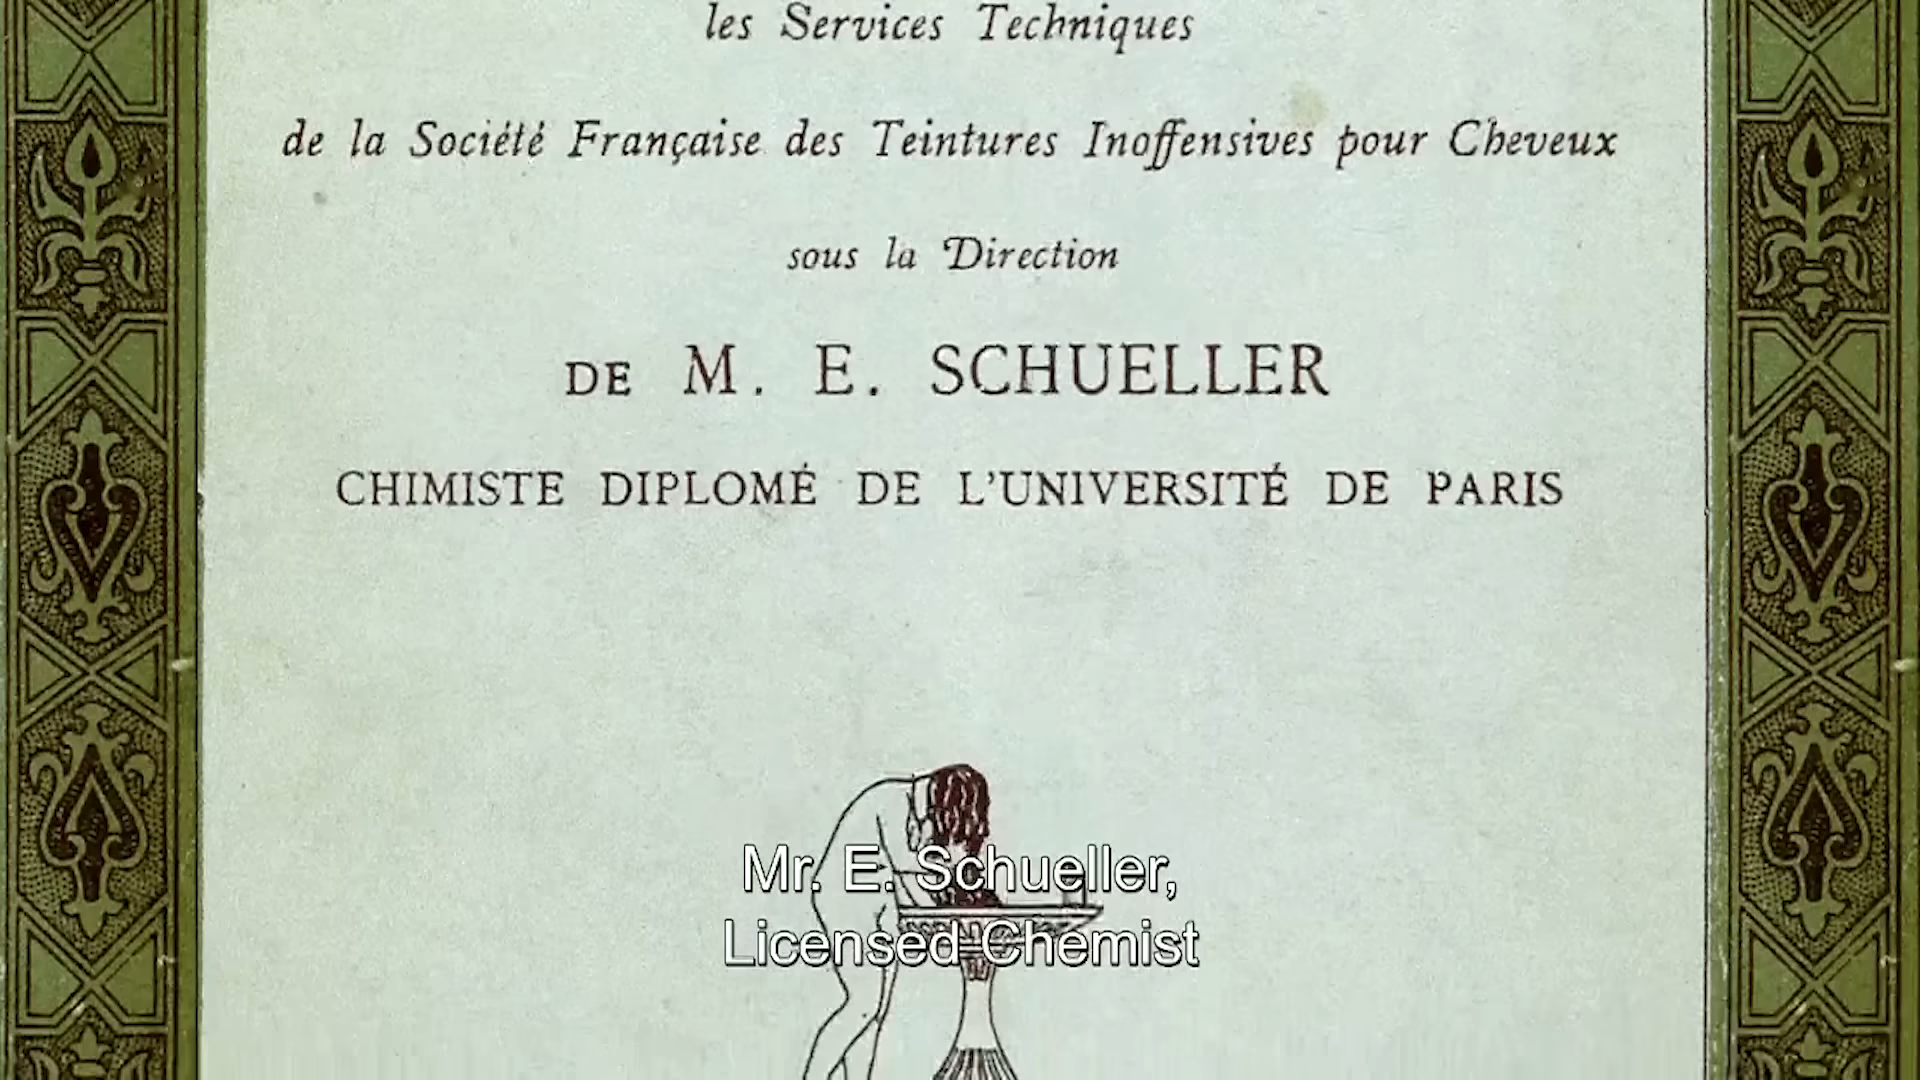 les Services Techniques
de la Société Française des Teintures Inoffensives pour Cheveux
sous la Direction
DE M. E. SCHUELLER
CHIMISTE DIPLOMÉ DE L'UNIVERSITÉ DE PARIS
Mr. E. Schueller,
Licensed Chemist